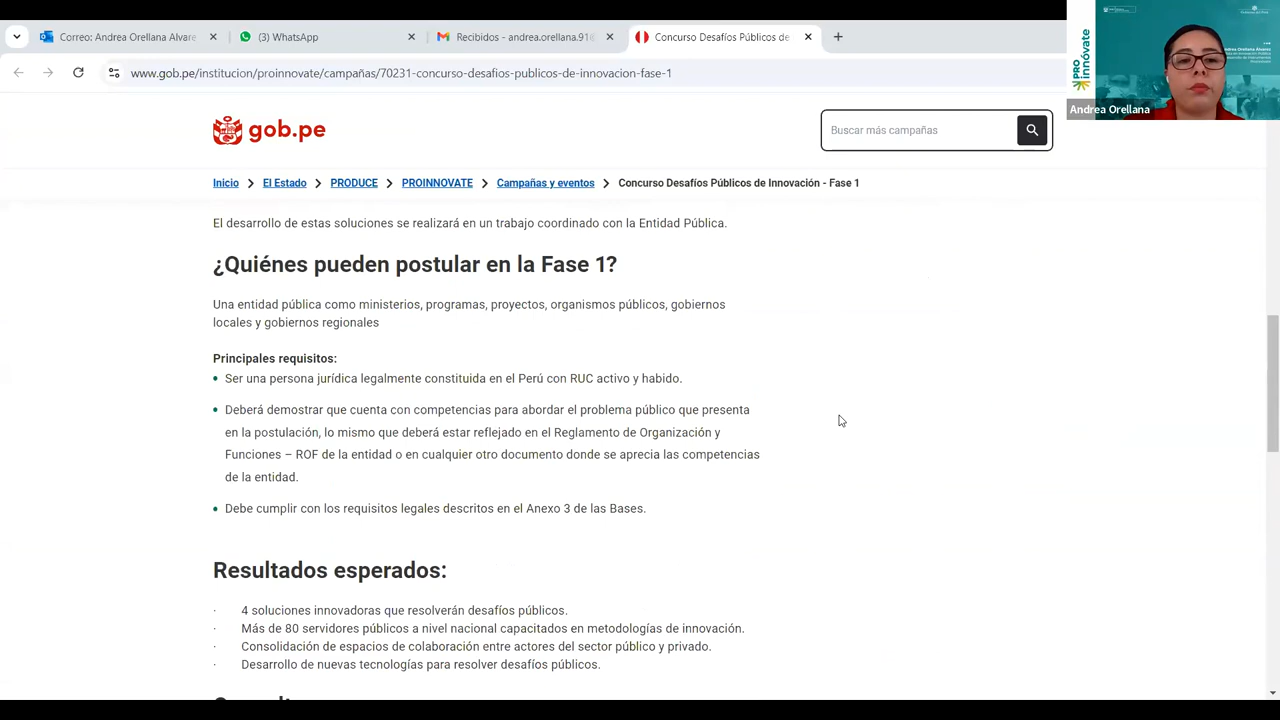 Correo: Andrea Orellana Alvare
(3) WhatsApp
Recibidos - andrea.orellana.91@
Concurso Desafíos Públicos de
www.gob.pe/institucion/proinnovate/campañas/70231-concurso-desafios-publicos-de-innovacion-fase-1
PRO innóvate
Andrea Orellana
gob.pe
Buscar más campañas
Inicio > El Estado > PRODUCE > PROINNOVATE > Campañas y eventos > Concurso Desafíos Públicos de Innovación - Fase 1
El desarrollo de estas soluciones se realizará en un trabajo coordinado con la Entidad Pública.
¿Quiénes pueden postular en la Fase 1?
Una entidad pública como ministerios, programas, proyectos, organismos públicos, gobiernos
locales y gobiernos regionales
Principales requisitos:
• Ser una persona jurídica legalmente constituida en el Perú con RUC activo y habido.
• Deberá demostrar que cuenta con competencias para abordar el problema público que presenta
en la postulación, lo mismo que deberá estar reflejado en el Reglamento de Organización y
Funciones – ROF de la entidad o en cualquier otro documento donde se aprecia las competencias
de la entidad.
• Debe cumplir con los requisitos legales descritos en el Anexo 3 de las Bases.
Resultados esperados:
· 4 soluciones innovadoras que resolverán desafíos públicos.
· Más de 80 servidores públicos a nivel nacional capacitados en metodologías de innovación.
· Consolidación de espacios de colaboración entre actores del sector público y privado.
· Desarrollo de nuevas tecnologías para resolver desafíos públicos.